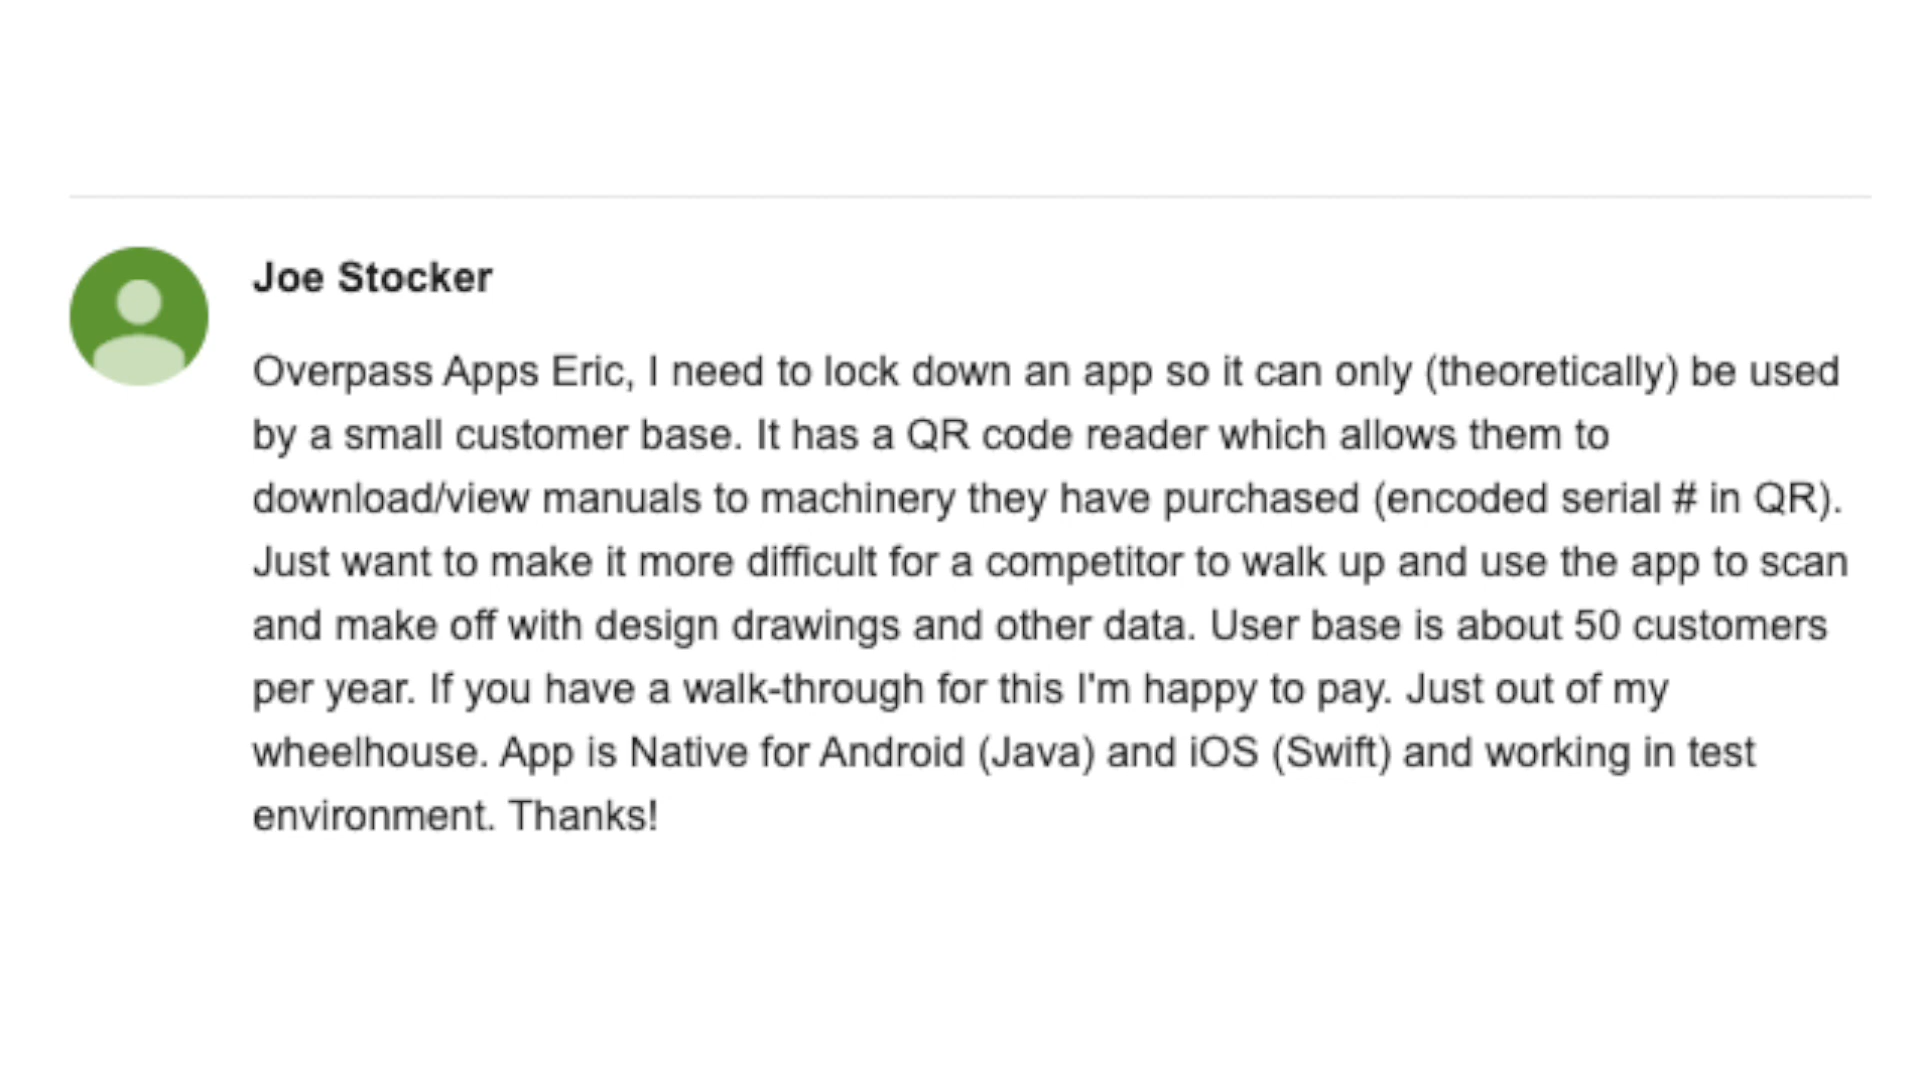 Joe Stocker
Overpass Apps Eric, I need to lock down an app so it can only (theoretically) be used
by a small customer base. It has a QR code reader which allows them to
download/view manuals to machinery they have purchased (encoded serial # in QR).
Just want to make it more difficult for a competitor to walk up and use the app to scan
and make off with design drawings and other data. User base is about 50 customers
per year. If you have a walk-through for this I'm happy to pay. Just out of my
wheelhouse. App is Native for Android (Java) and iOS (Swift) and working in test
environment. Thanks!